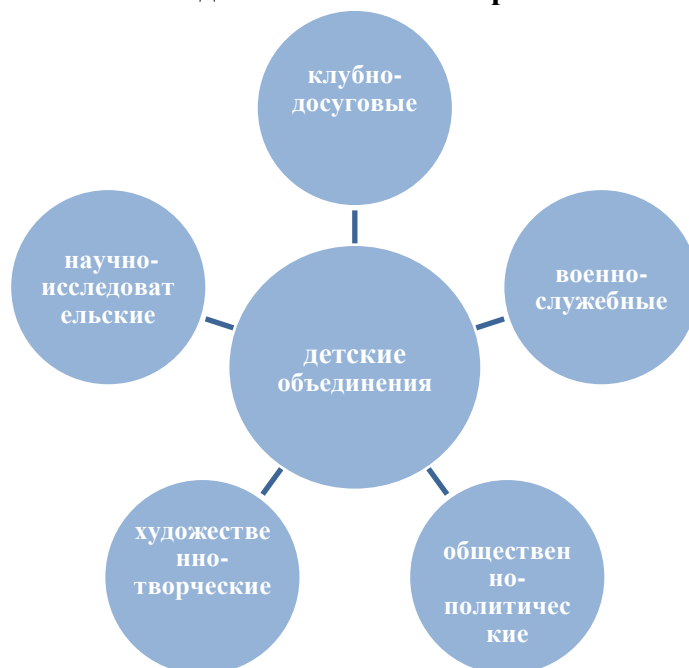 клубно-
досуговые
научно-
исследоват
ельские
военно-
служебные
детские
объединения
художестве
нно-
творческие
обществен
но-
политичес
кие